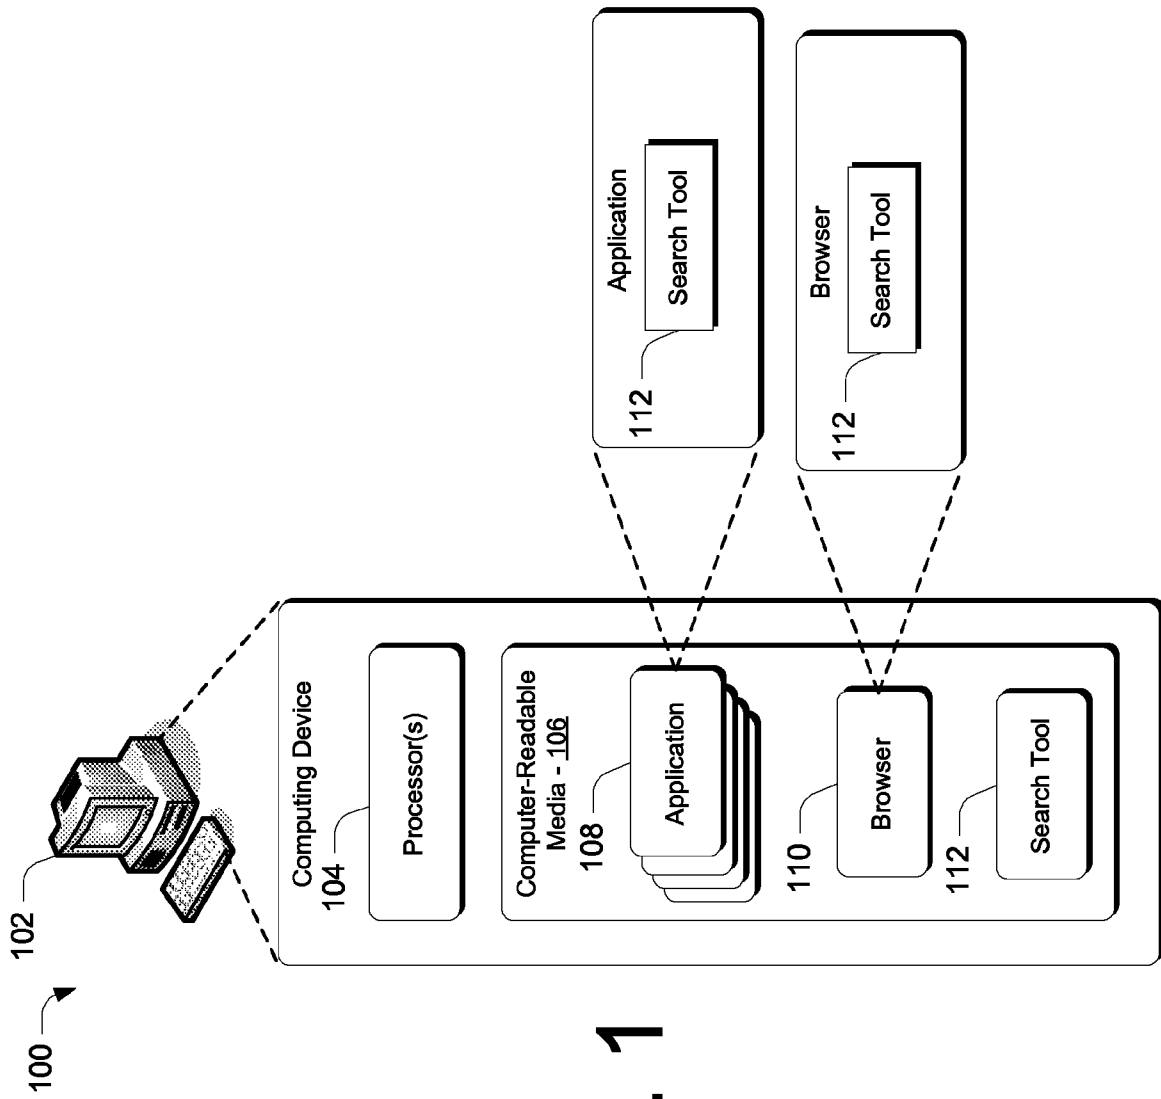 100
102
Computing Device
104
Processor(s)
Computer-Readable
Media - 106
108
Application
110
Browser
112
Search Tool
Application
112
Search Tool
Browser
112
Search Tool
. 1